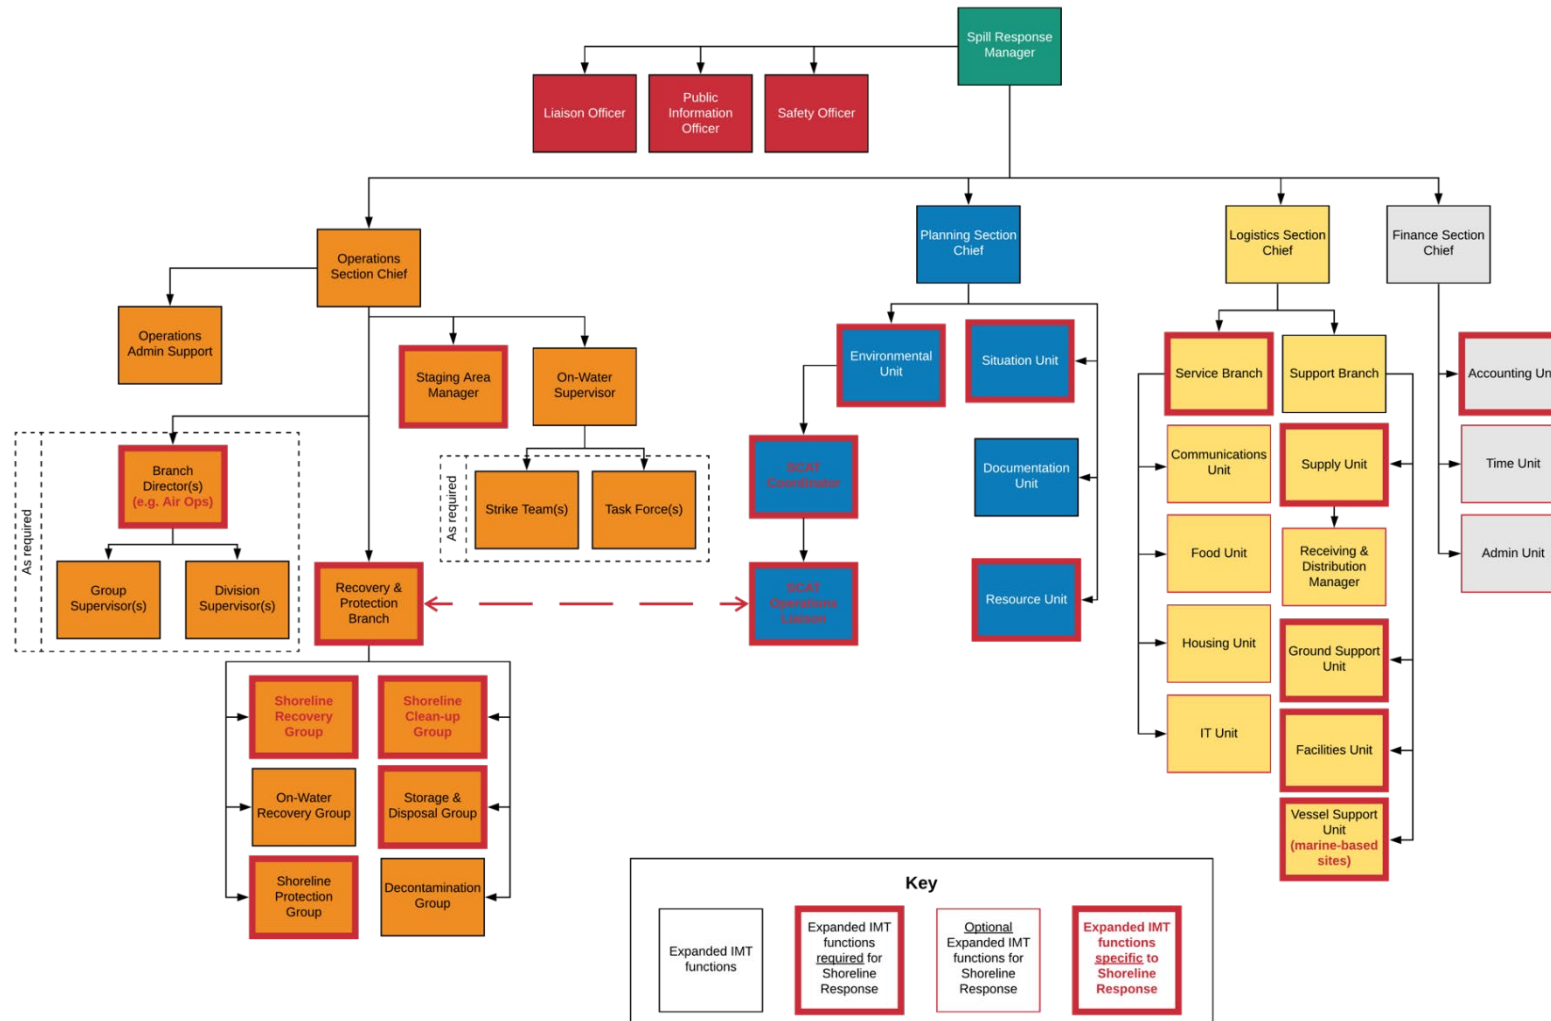 Spill Response
Manager
Liaison Officer
Public
Information
Officer
Safety Officer
Operations
Section Chief
Planning Section
Chief
Logistics Section
Chief
Finance Section
Chief
Operations
Admin Support
Staging Area
Manager
On-Water
Supervisor
Environmental
Unit
Situation Unit
Service Branch
Support Branch
Accounting Un
As required
Branch
Director(s)
(e.g. Air Ops)
Group
Supervisor(s)
Division
Supervisor(s)
As required
Strike Team(s)
Task Force(s)
SCAT
Coordinator
Documentation
Unit
Communications
Unit
Supply Unit
Time Unit
Recovery &
Protection
Branch
SCAT
Operations
Liaison
Resource Unit
Food Unit
Receiving &
Distribution
Manager
Admin Unit
Housing Unit
Ground Support
Unit
Shoreline
Recovery
Group
Shoreline
Clean-up
Group
IT Unit
Facilities Unit
On-Water
Recovery Group
Storage &
Disposal Group
Vessel Support
Unit
(marine-based
sites)
Shoreline
Protection
Group
Decontamination
Group
Key
Expanded IMT
functions
Expanded IMT
functions
required for
Shoreline
Response
Optional
Expanded IMT
functions for
Shoreline
Response
Expanded IMT
functions
specific to
Shoreline
Response